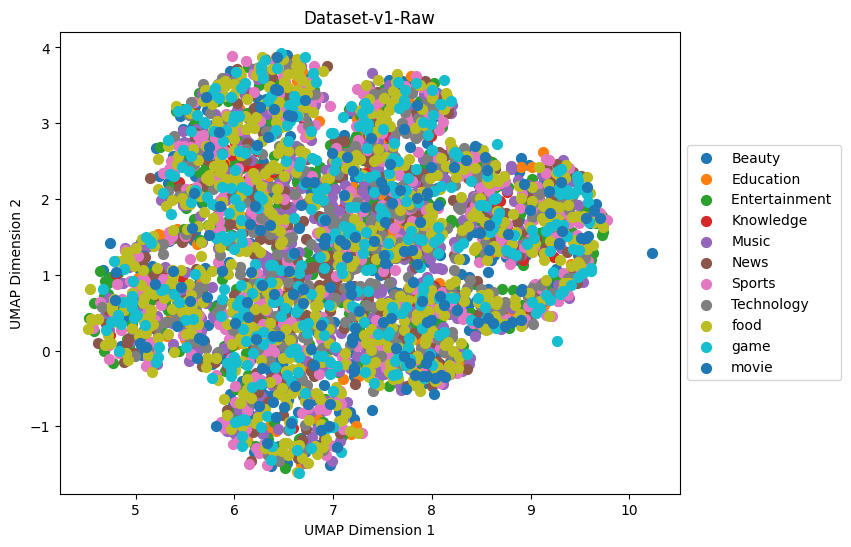 Dataset-v1-Raw
4
3
2
1
0
−1
UMAP Dimension 2
5 6 7 8 9 10
UMAP Dimension 1
Beauty
Education
Entertainment
Knowledge
Music
News
Sports
Technology
food
game
movie